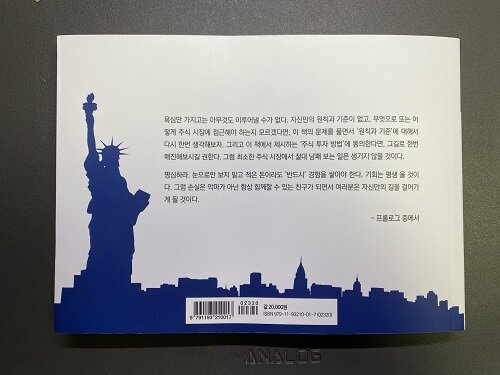 욕심만 가지고는 아무것도 이루어낼 수가 없다. 자신만의 원칙과 기준이 없고, 무엇으로 또는 어
떻게 주식 시장에 접근해야 하는지 모르겠다면, 이 책의 문제를 풀면서 '원칙과 기준'에 대해서
다시 한번 생각해보자. 그리고 이 책에서 제시하는 '주식 투자 방법'에 동의한다면, 그길로 한번
매진해보시길 권한다. 그럼 최소한 주식 시장에서 절대 낭패 보는 일은 생기지 않을 것이다.
명심하라. 눈으로만 보지 말고 적은 돈이라도 '반드시' 경험을 쌓아야 한다. 기회는 평생 올 것이
다. 그럼 손실은 악마가 아닌 항상 함께할 수 있는 친구가 되면서 여러분은 자신만의 길을 걸어가
게 될 것이다.
- 프롤로그 중에서
02320
9 791193 210017
값 20,000원
ISBN 979-11-93210-01-7 (02320)
ANALOG